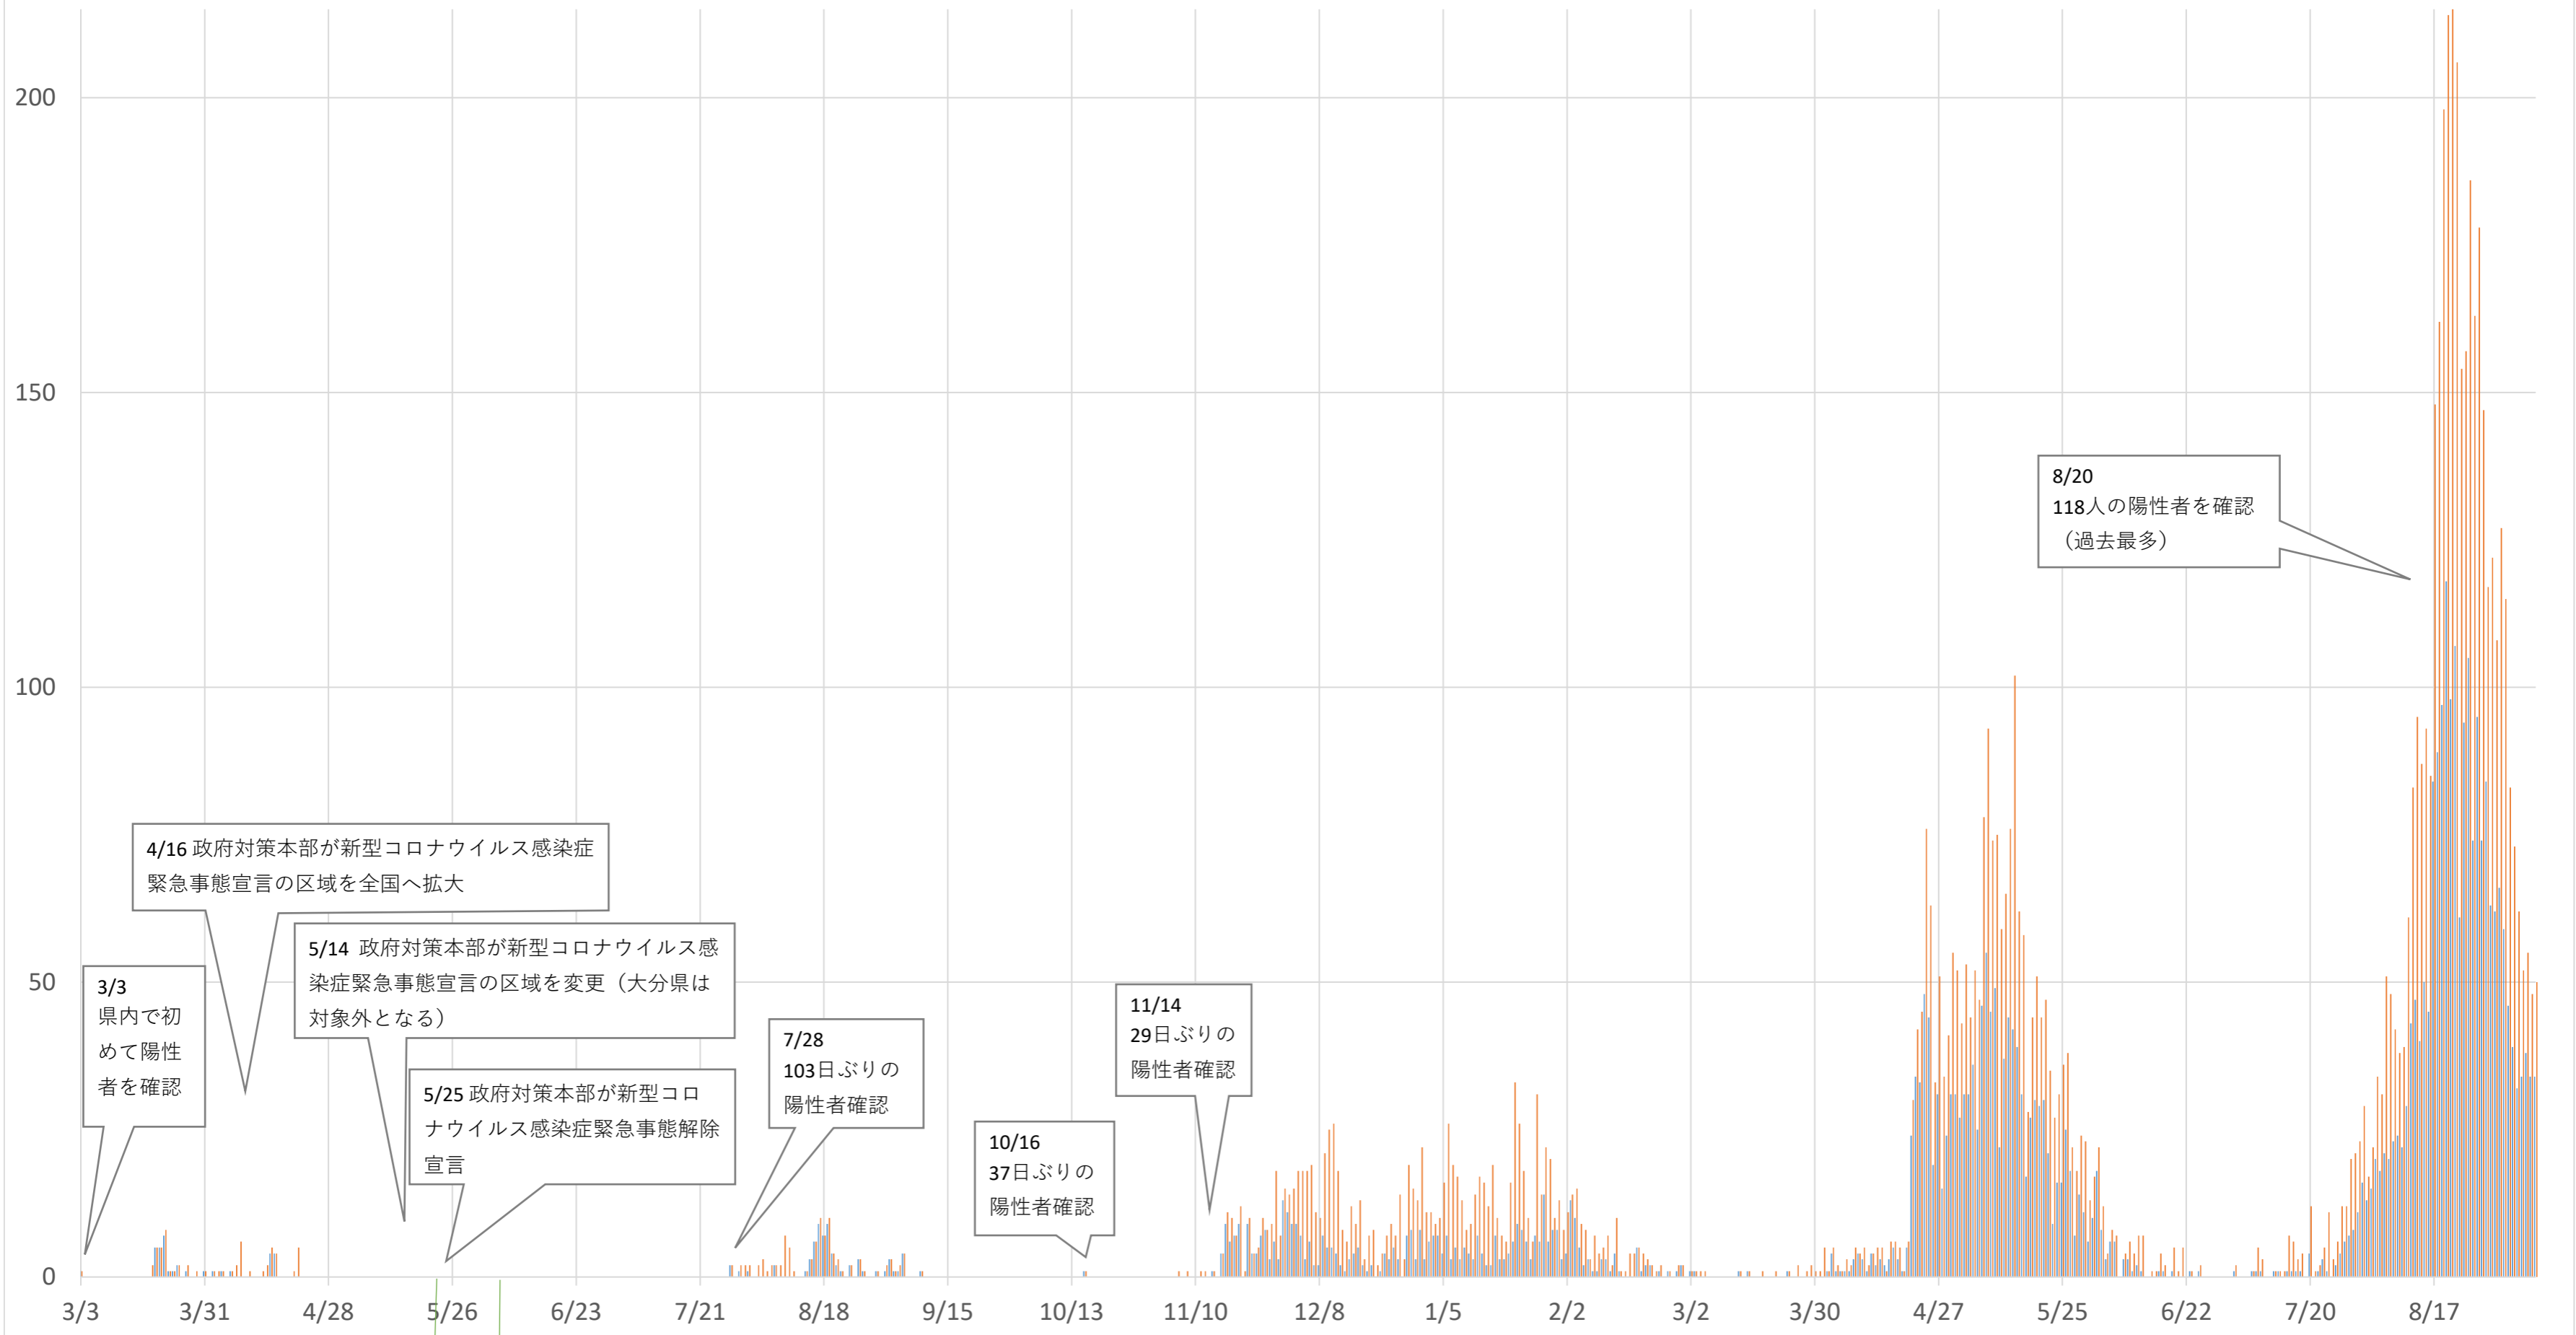 200
150
100
50
0
8/20
118人の陽性者を確認
（過去最多）
4/16 政府対策本部が新型コロナウイルス感染症
緊急事態宣言の区域を全国へ拡大
5/14 政府対策本部が新型コロナウイルス感
染症緊急事態宣言の区域を変更（大分県は
対象外となる）
3/3
県内で初
めて陽性
者を確認
5/25 政府対策本部が新型コロ
ナウイルス感染症緊急事態解除
宣言
7/28
103日ぶりの
陽性者確認
10/16
37日ぶりの
陽性者確認
11/14
29日ぶりの
陽性者確認
3/3 3/31 4/28 5/26 6/23 7/21 8/18 9/15 10/13 11/10 12/8 1/5 2/2 3/2 3/30 4/27 5/25 6/22 7/20 8/17